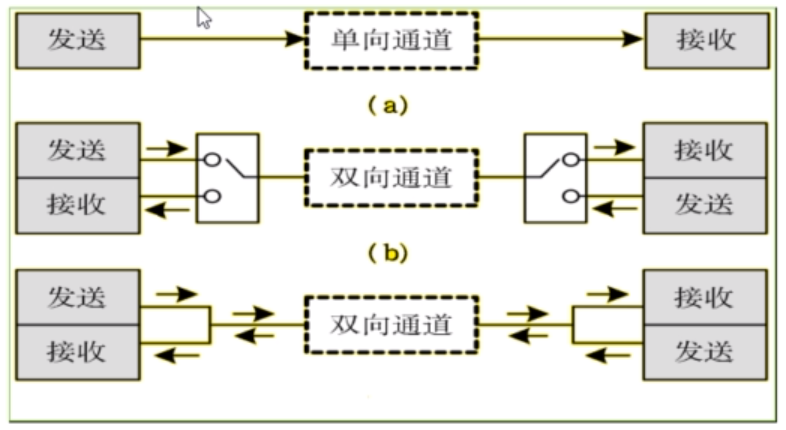 发送 单向通道 接收
(a)
发送 接收
双向通道
接收 发送
(b)
发送 接收
双向通道
接收 发送